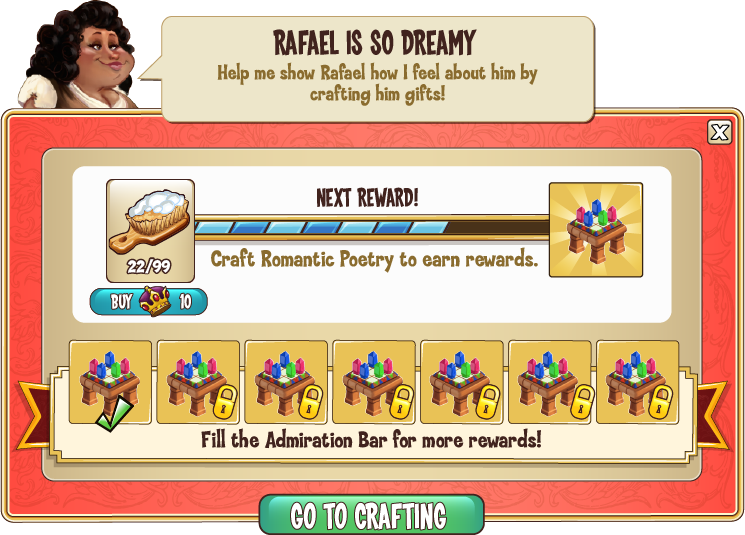 RAFAEL IS SO DREAMY
Help me show Rafael how I feel about him by
crafting him gifts!
X
NEXT REWARD!
22/99
Craft Romantic Poetry to earn rewards.
BUY 10
Fill the Admiration Bar for more rewards!
GO TO CRAFTING